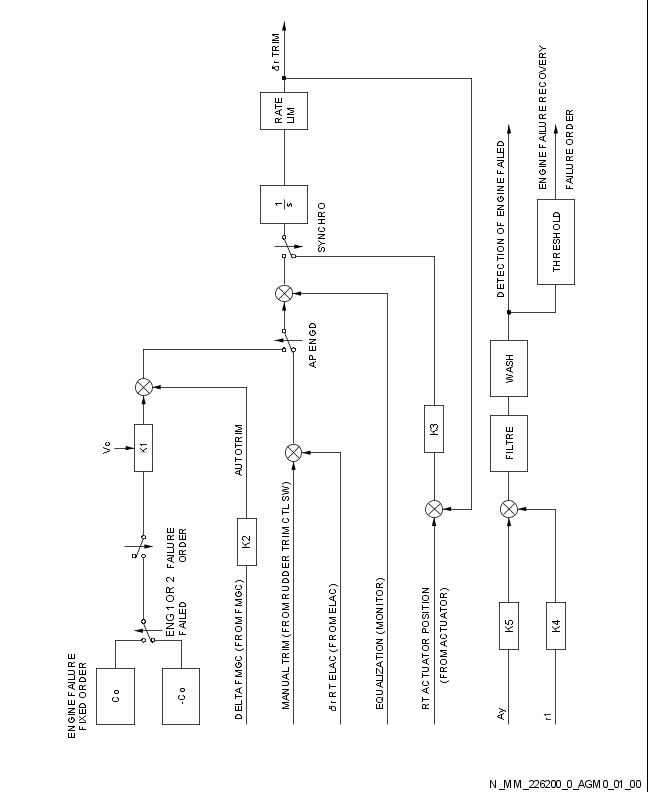 ENGINE FAILURE
FIXED ORDER
Co
-Co
ENG 1 OR 2
FAILED
FAILURE
ORDER
Vc
K1
DELTA FMGC (FROM FMGC)
K2
AUTOTRIM
MANUAL TRIM (FROM RUDDER TRIM CTL SW)
δr RT ELAC (FROM ELAC)
AP ENGD
EQUALIZATION (MONITOR)
SYNCHRO
1
s
RATE
LIM
δr TRIM
RT ACTUATOR POSITION
(FROM ACTUATOR)
K3
Ay
K5
r1
K4
FILTRE
WASH
DETECTION OF ENGINE FAILED
THRESHOLD
ENGINE FAILURE RECOVERY
FAILURE ORDER
N_MM_226200_0_AGM0_01_00